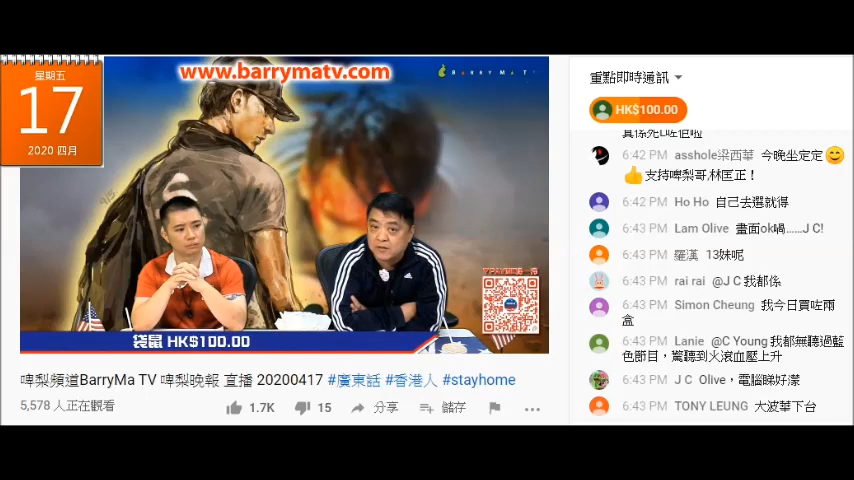 星期五
17
2020 四月
www.barrymatv.com
BARRY MA TV
袋鼠 HK$100.00
啤梨頻道BarryMa TV 啤梨晚報 直播 20200417 #廣東話 #香港人 #stayhome
5,578 人正在觀看
1.7K
15
分享
儲存
重點即時通訊
HK$100.00
6:42 PM asshole梁西華 今晚坐定定😊
👍支持啤梨哥,林匡正！
6:42 PM Ho Ho 自己去選就得
6:43 PM Lam Olive 畫面ok喎……J C!
6:43 PM 羅漢 13妹呢
6:43 PM rai rai @J C 我都係
6:43 PM Simon Cheung 我今日買咗兩
盒
6:43 PM Lanie @C Young 我都無聽過藍
色節目，驚聽到火滾血壓上升
6:43 PM J C Olive，電腦睇好濛
6:43 PM TONY LEUNG 大波華下台